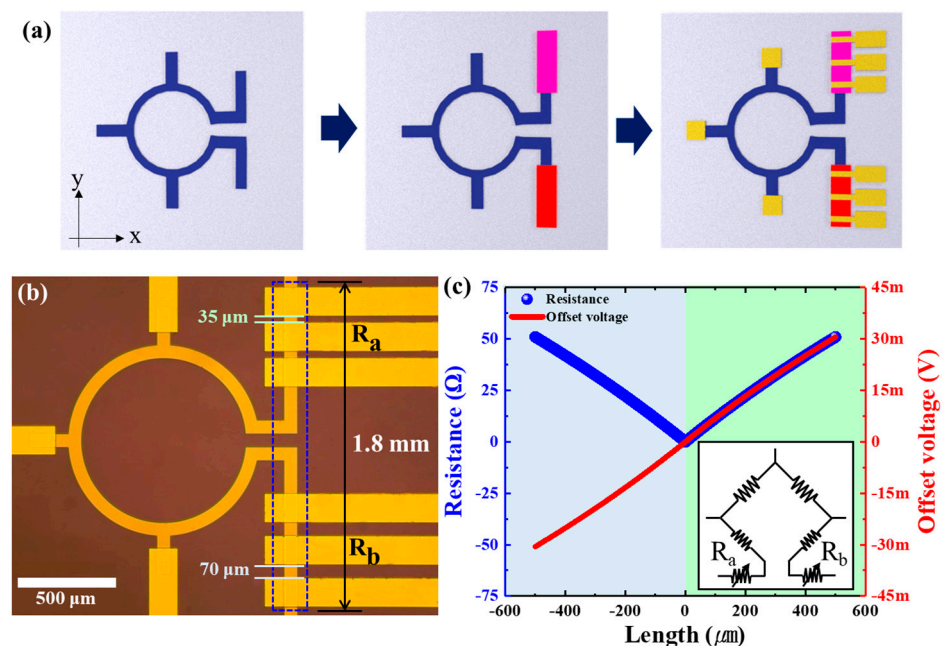 (a)
y
x
(b)
35 μm
Ra
1.8 mm
Rb
70 μm
500 μm
(c)
Resistance
Offset voltage
Resistance (Ω)
75
50
25
0
-25
-50
-75
Offset voltage (V)
45m
30m
15m
0
-15m
-30m
-45m
Ra
Rb
-600
-400
-200
0
200
400
600
Length (㎛)